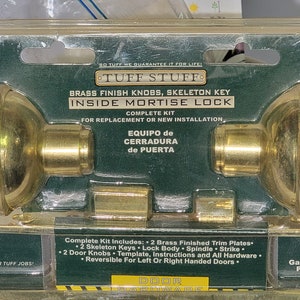 SO TUFF WE GUARANTEE IT FOR LIFE!
TUFF STUFF
BRASS FINISH KNOBS, SKELETON KEY
INSIDE MORTISE LOCK
COMPLETE KIT
FOR REPLACEMENT OR NEW INSTALLATION
EQUIPO de
CERRADURA
de PUERTA
Complete Kit Includes: • 2 Brass Finished Trim Plates•
• 2 Skeleton Keys • Lock Body • Spindle • Strike •
• 2 Door Knobs • Template, Instructions and All Hardware •
• Reversible For Left Or Right Handed Doors •
TUFF JOBS!
Ga